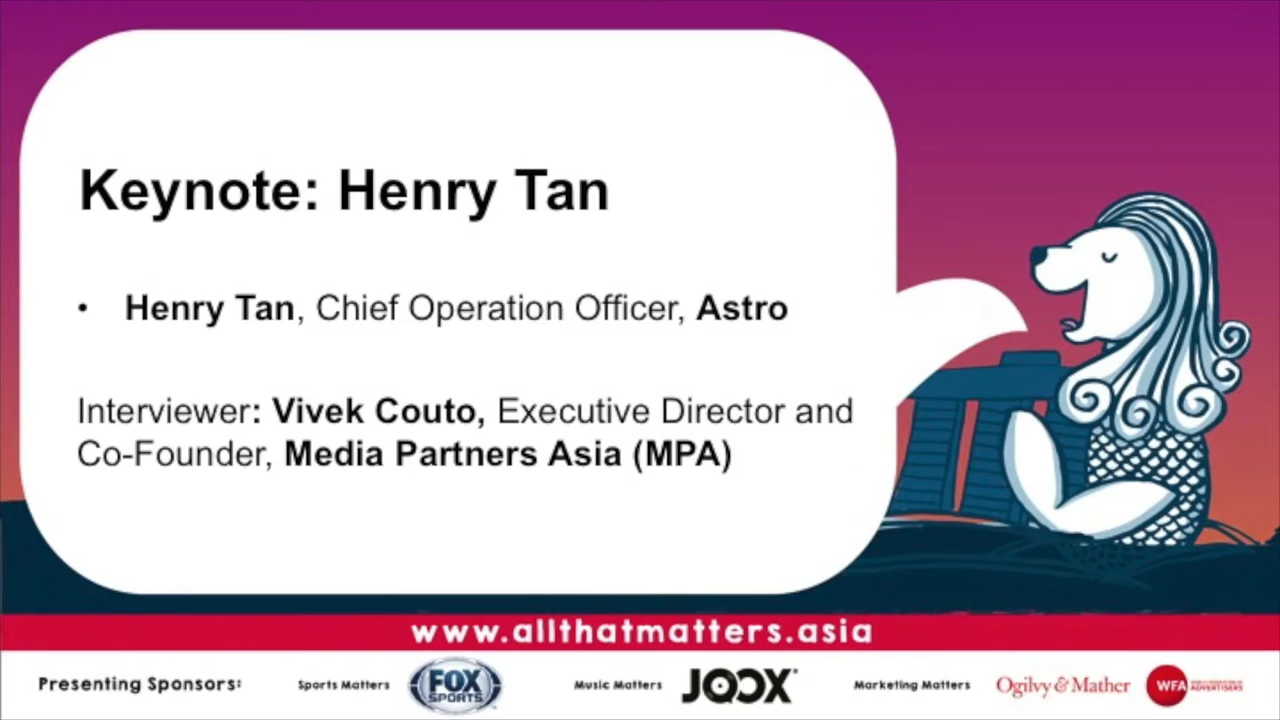 Keynote: Henry Tan
• Henry Tan, Chief Operation Officer, Astro
Interviewer: Vivek Couto, Executive Director and
Co-Founder, Media Partners Asia (MPA)
www.allthatmatters.asia
Presenting Sponsors: Sports Matters FOX SPORTS Music Matters JOOX Marketing Matters Ogilvy & Mather WFA ADVERTISERS